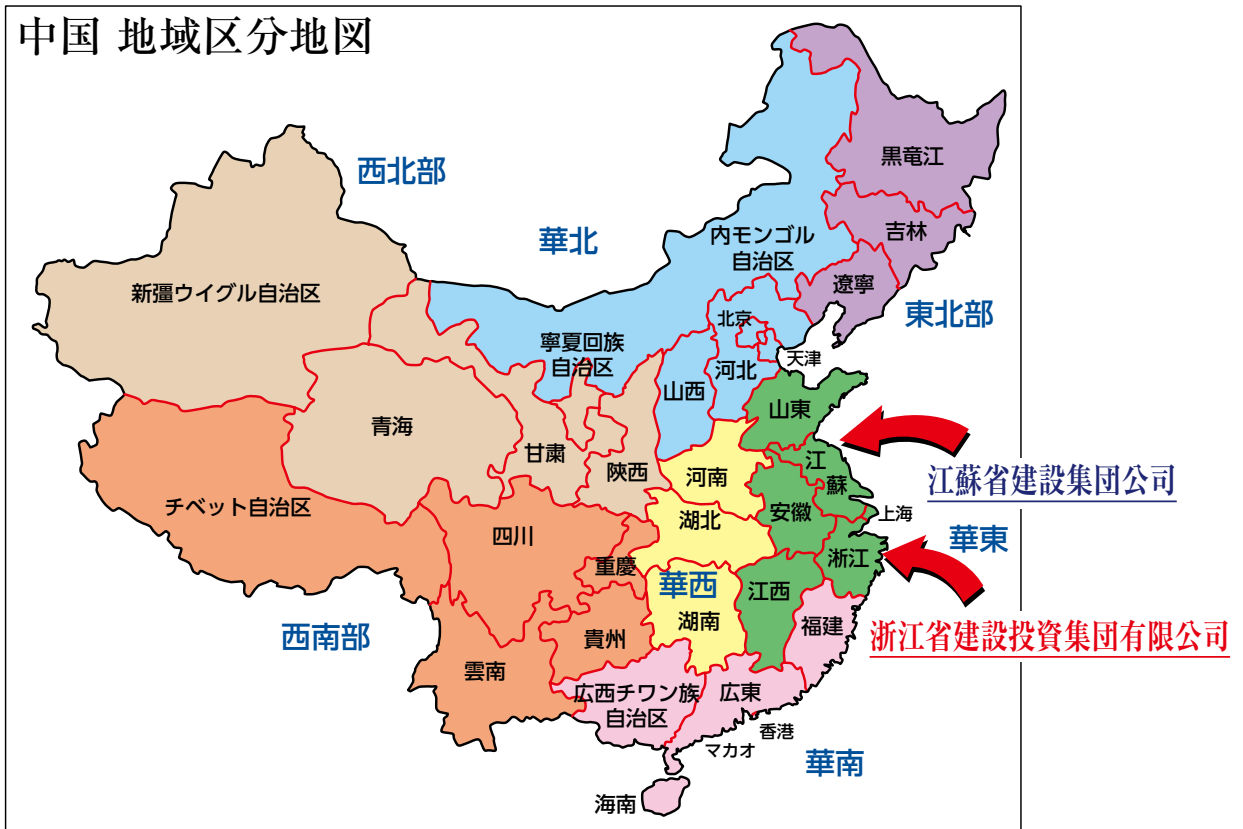 中国 地域区分地図
西北部
華北
黒竜江
吉林
内モンゴル
自治区
遼寧
東北部
新疆ウイグル自治区
北京
天津
寧夏回族
自治区
河北
山西
山東
青海
甘粛
陝西
河南
江
蘇
江蘇省建設集団公司
チベット自治区
安徽
上海
湖北
四川
華東
浙江
重慶
華西
江西
湖南
福建
浙江省建設投資集団有限公司
西南部
貴州
雲南
広西チワン族
自治区
広東
香港
マカオ
華南
海南